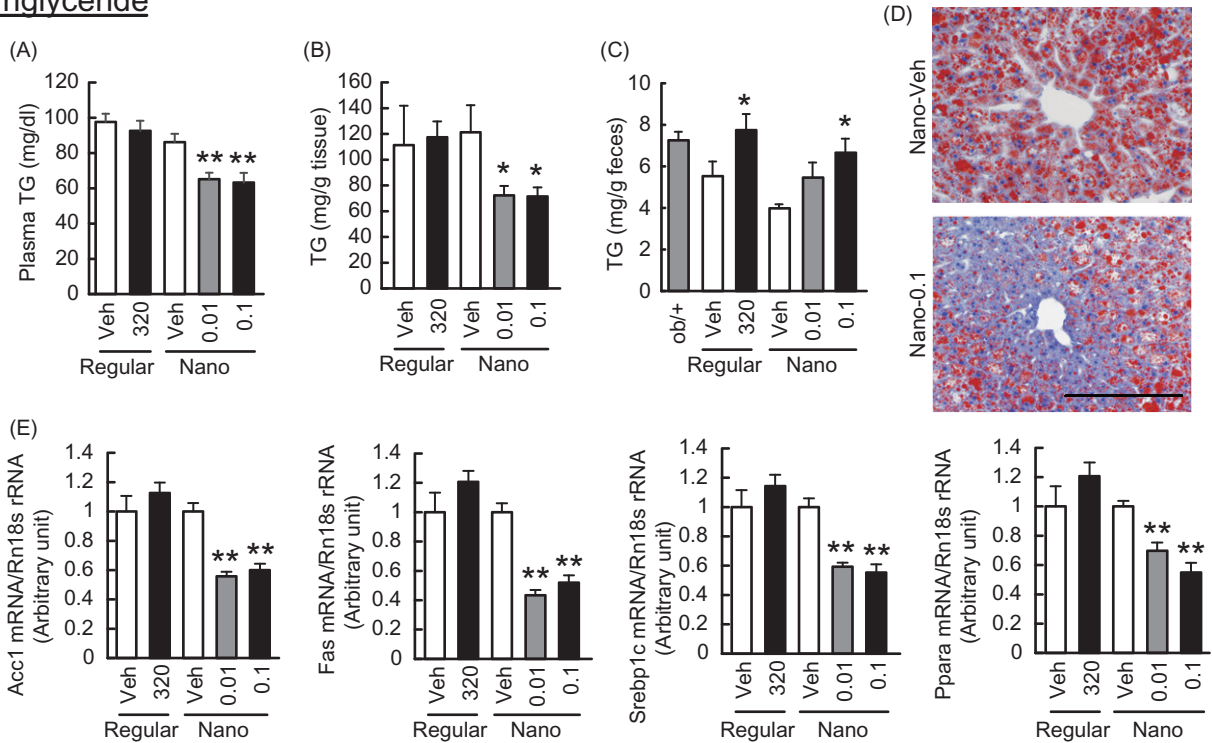 riglyceride
(A)
Plasma TG (mg/dl)
120
100
80
60
40
20
0
** **
Veh 320 Veh 0.01 0.1
Regular Nano
(B)
TG (mg/g tissue)
160
140
120
100
80
60
40
20
0
* *
Veh 320 Veh 0.01 0.1
Regular Nano
(C)
TG (mg/g feces)
10
8
6
4
2
0
* *
ob/+ Veh 320 Veh 0.01 0.1
Regular Nano
(D)
Nano-Veh
Nano-0.1
(E)
Acc1 mRNA/Rn18s rRNA
(Arbitrary unit)
1.4
1.2
1
0.8
0.6
0.4
0.2
0
** **
Veh 320 Veh 0.01 0.1
Regular Nano
Fas mRNA/Rn18s rRNA
(Arbitrary unit)
1.4
1.2
1
0.8
0.6
0.4
0.2
0
** **
Veh 320 Veh 0.01 0.1
Regular Nano
Srebp1c mRNA/Rn18s rRNA
(Arbitrary unit)
1.4
1.2
1
0.8
0.6
0.4
0.2
0
** **
Veh 320 Veh 0.01 0.1
Regular Nano
Ppara mRNA/Rn18s rRNA
(Arbitrary unit)
1.4
1.2
1
0.8
0.6
0.4
0.2
0
** **
Veh 320 Veh 0.01 0.1
Regular Nano